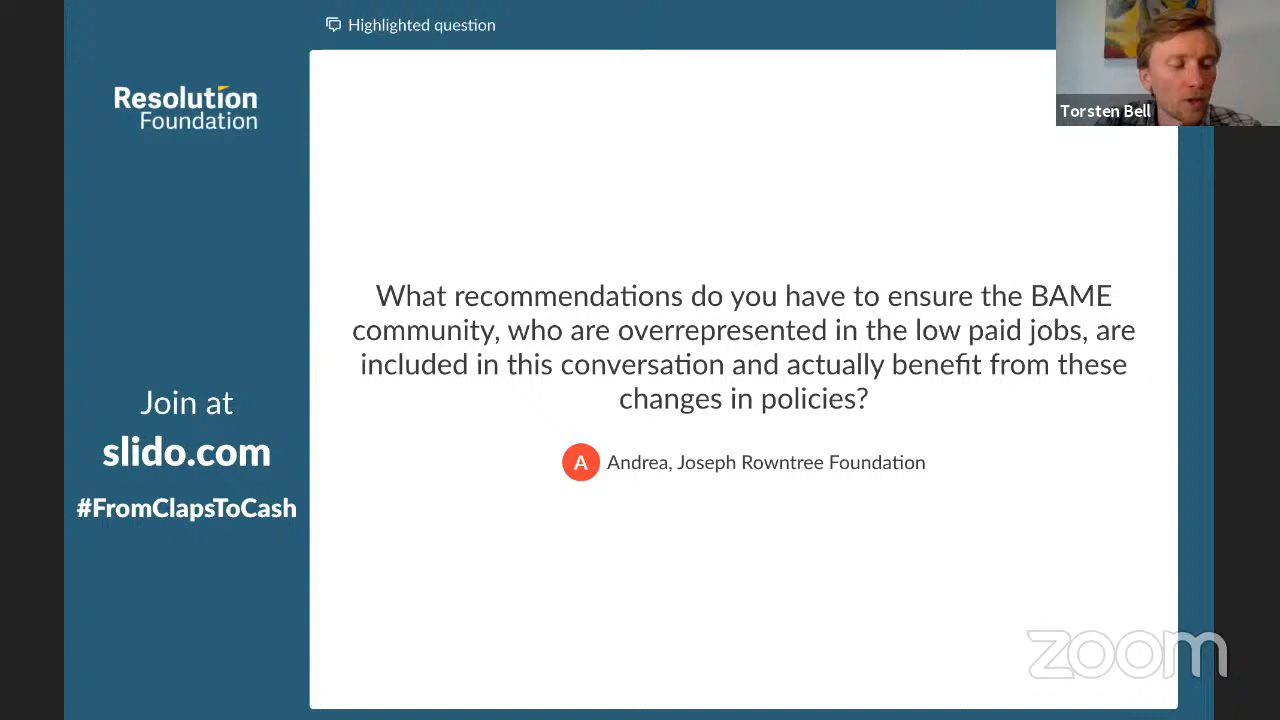 Highlighted question
Resolution
Foundation
Torsten Bell
What recommendations do you have to ensure the BAME
community, who are overrepresented in the low paid jobs, are
included in this conversation and actually benefit from these
changes in policies?
A Andrea, Joseph Rowntree Foundation
Join at
slido.com
#FromClapsToCash
zoom